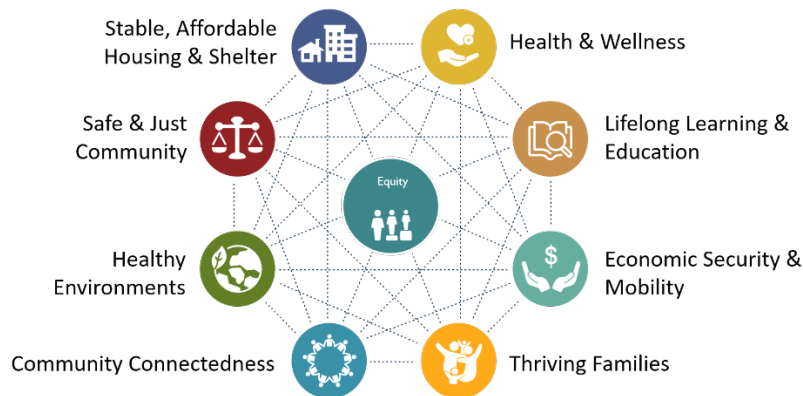 Stable, Affordable
Housing & Shelter
Health & Wellness
Safe & Just
Community
Lifelong Learning &
Education
Equity
Healthy
Environments
$
Economic Security &
Mobility
Community Connectedness
Thriving Families